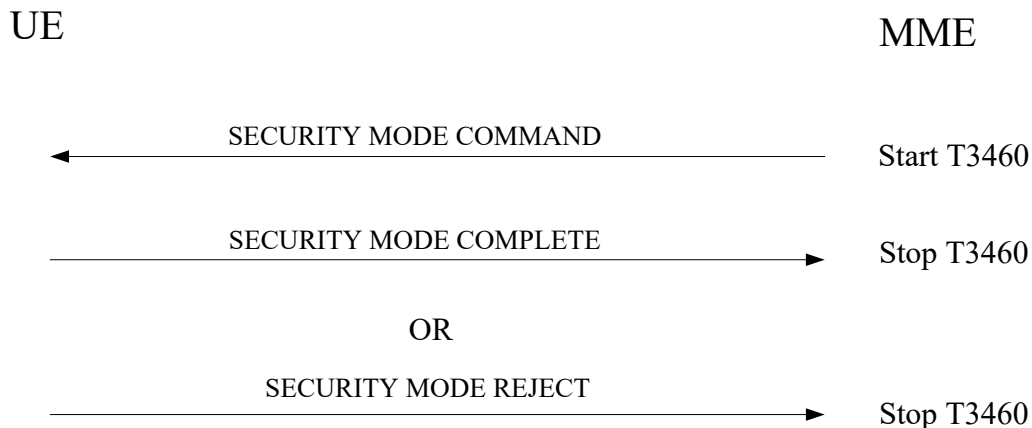 UE
MME
SECURITY MODE COMMAND
Start T3460
SECURITY MODE COMPLETE
Stop T3460
OR
SECURITY MODE REJECT
Stop T3460